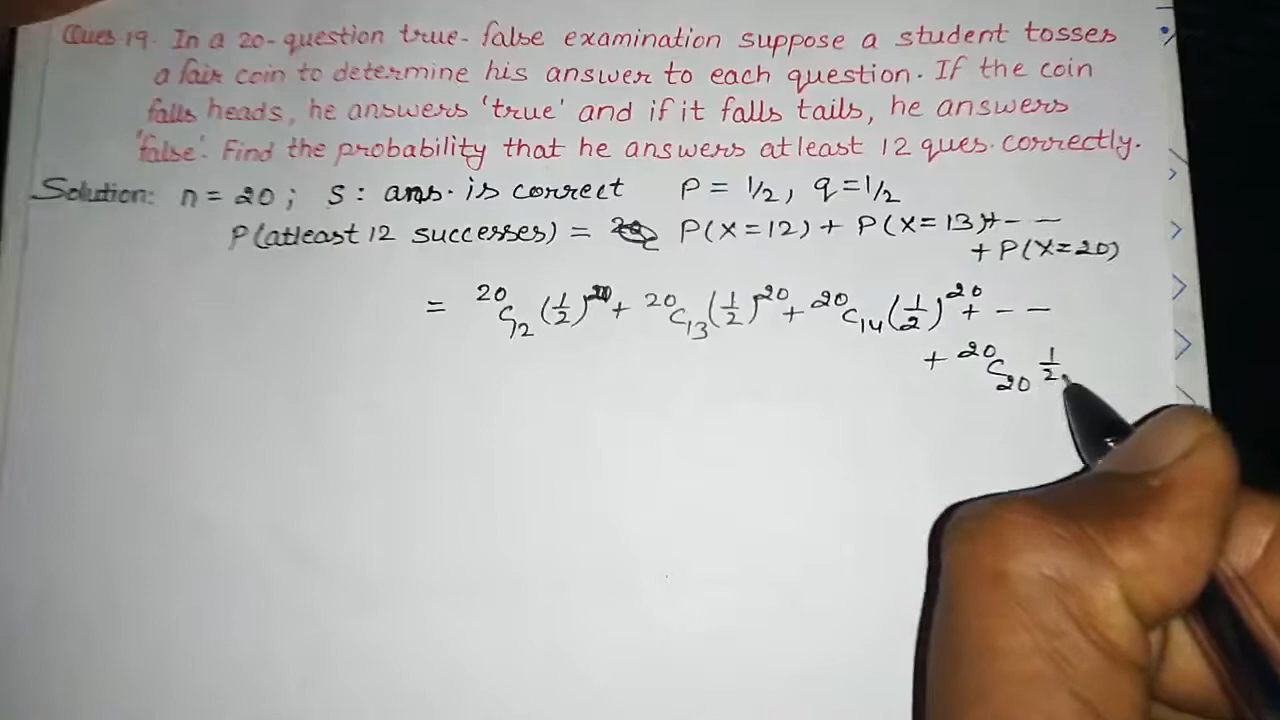 Ques 19. In a 20-question true-false examination suppose a student tosses
a fair coin to determine his answer to each question. If the coin
falls heads, he answers 'true' and if it falls tails, he answers
'false'. Find the probability that he answers atleast 12 ques. correctly.
Solution: n = 20 ; S : ans. is correct P = 1/2, q = 1/2
P(atleast 12 successes) = P(X=12) + P(X=13) + - -
+ P(X=20)
= ²⁰C₁₂ (1/2)²⁰ + ²⁰C₁₃ (1/2)²⁰ + ²⁰C₁₄ (1/2)²⁰ + - -
+ ²⁰C₂₀ 1/2